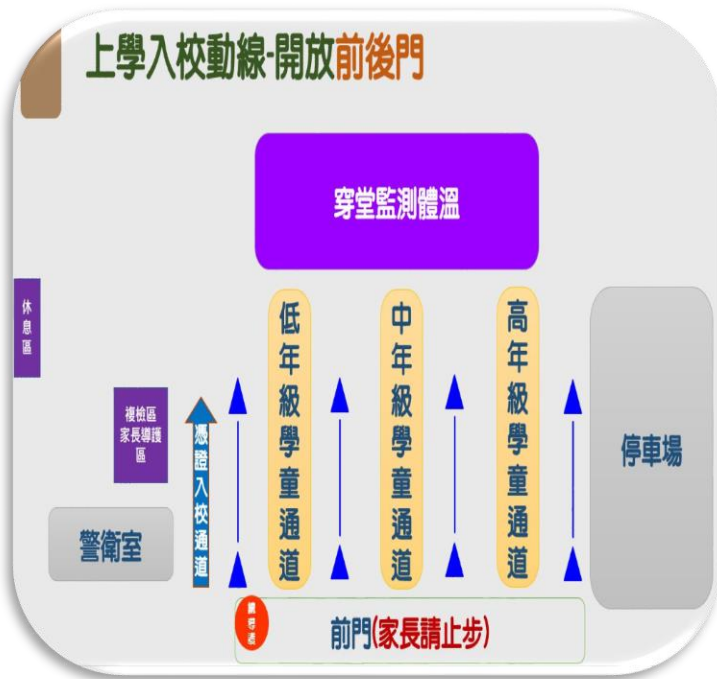 上學入校動線-開放前後門
穿堂監測體溫
休息區
低年級學童通道
中年級學童通道
高年級學童通道
停車場
複檢區
家長導護
區
憑證入校通道
警衛室
前門(家長請止步)